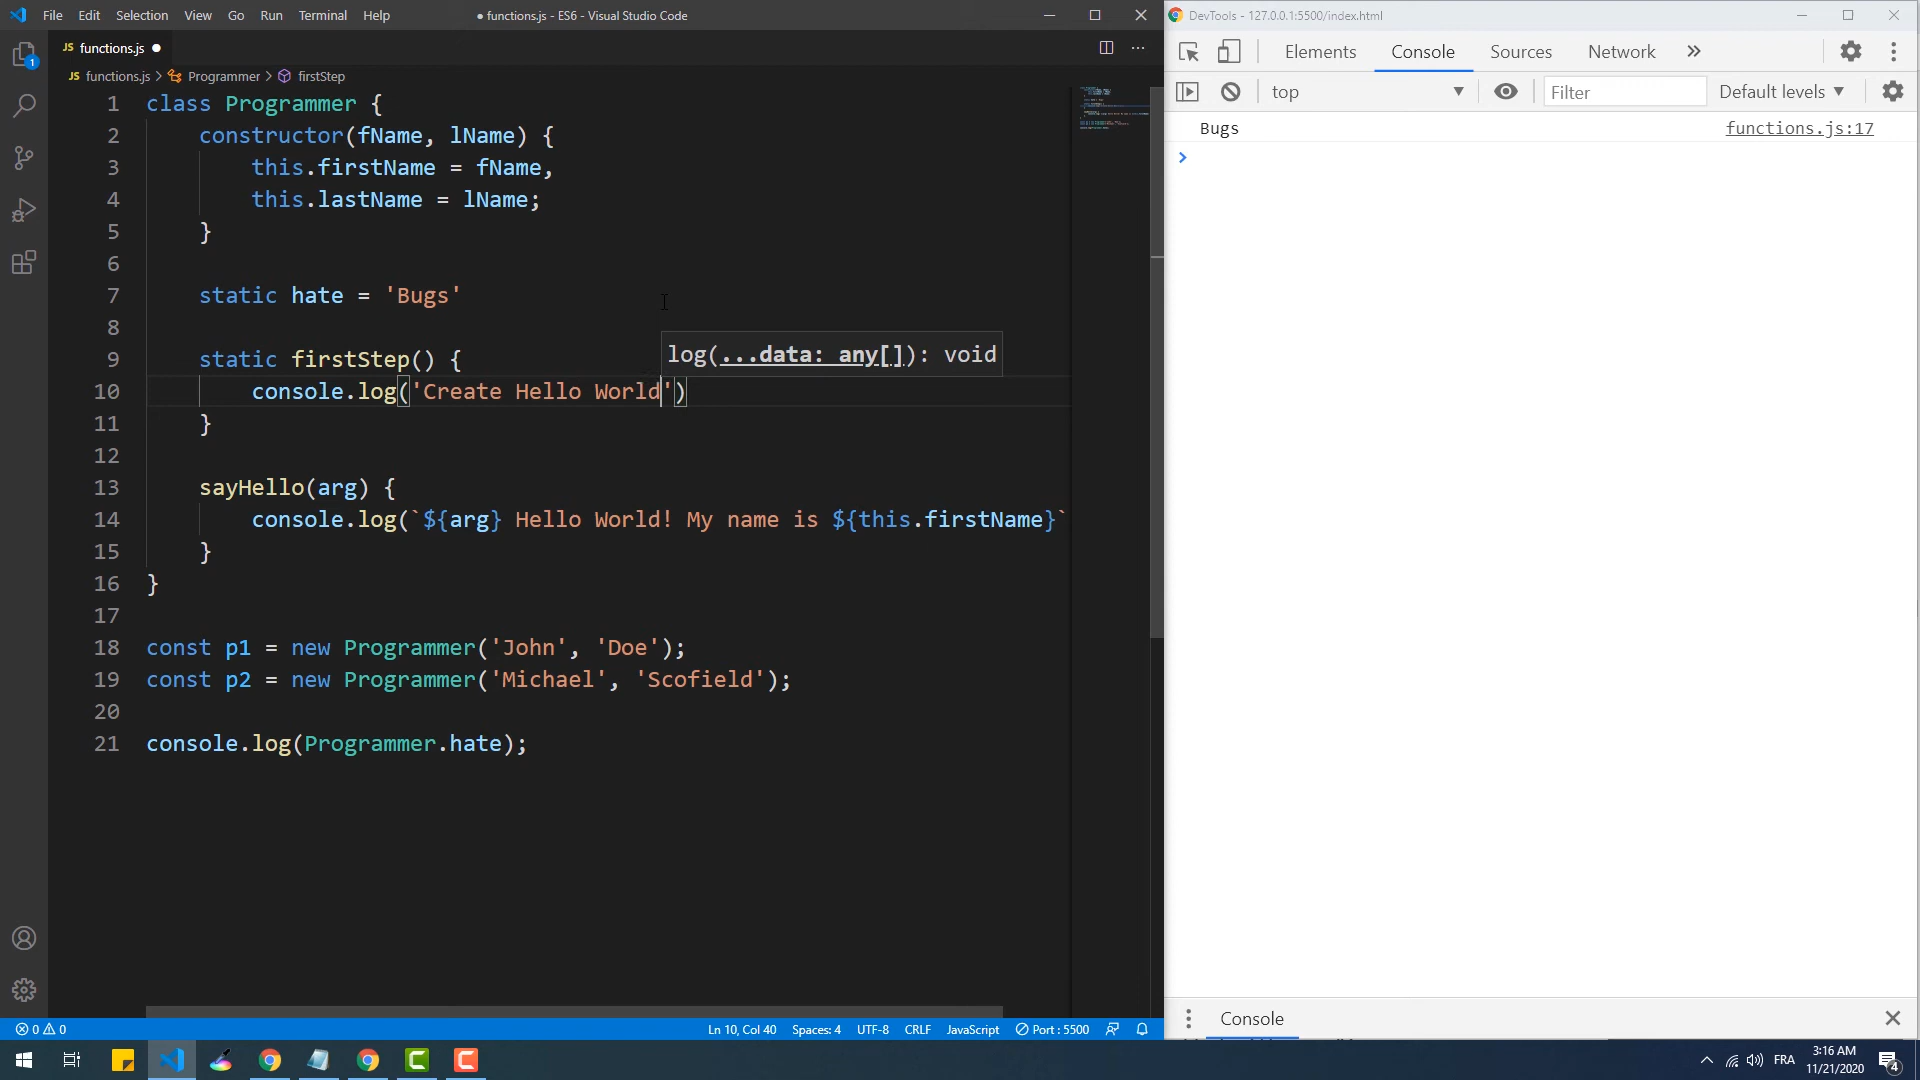 File Edit Selection View Go Run Terminal Help
● functions.js - ES6 - Visual Studio Code
JS functions.js ●
JS functions.js > Programmer > firstStep
1 class Programmer {
2 constructor(fName, lName) {
3 this.firstName = fName,
4 this.lastName = lName;
5 }
6
7 static hate = 'Bugs'
8
log(...data: any[]): void
9 static firstStep() {
10 console.log('Create Hello World')
11 }
12
13 sayHello(arg) {
14 console.log(`${arg} Hello World! My name is ${this.firstName}`
15 }
16 }
17
18 const p1 = new Programmer('John', 'Doe');
19 const p2 = new Programmer('Michael', 'Scofield');
20
21 console.log(Programmer.hate);
1
0 0 Ln 10, Col 40 Spaces: 4 UTF-8 CRLF JavaScript Port : 5500
DevTools - 127.0.0.1:5500/index.html
Elements Console Sources Network »
top Filter Default levels
Bugs functions.js:17
Console
FRA 3:16 AM
11/21/2020 4